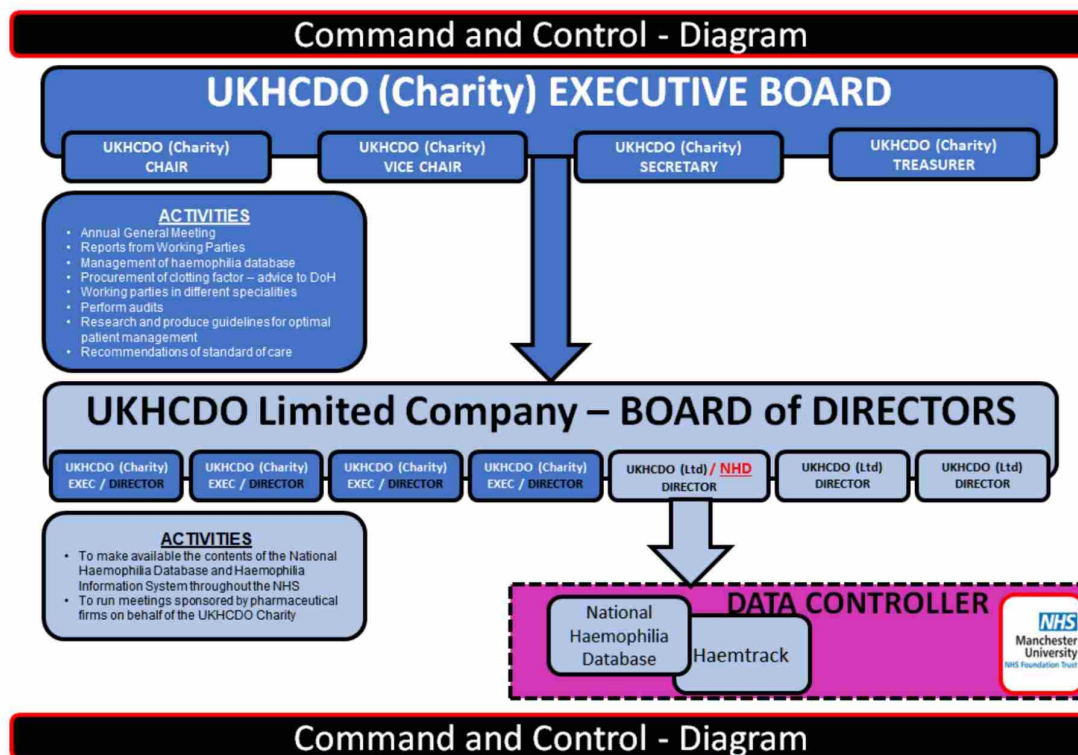 Command and Control - Diagram
UKHCDO (Charity) EXECUTIVE BOARD
UKHCDO (Charity)
CHAIR
UKHCDO (Charity)
VICE CHAIR
UKHCDO (Charity)
SECRETARY
UKHCDO (Charity)
TREASURER
ACTIVITIES
• Annual General Meeting
• Reports from Working Parties
• Management of haemophilia database
• Procurement of clotting factor – advice to DoH
• Working parties in different specialities
• Perform audits
• Research and produce guidelines for optimal
patient management
• Recommendations of standard of care
UKHCDO Limited Company – BOARD of DIRECTORS
UKHCDO (Charity)
EXEC / DIRECTOR
UKHCDO (Charity)
EXEC / DIRECTOR
UKHCDO (Charity)
EXEC / DIRECTOR
UKHCDO (Charity)
EXEC / DIRECTOR
UKHCDO (Ltd) / NHD
DIRECTOR
UKHCDO (Ltd)
DIRECTOR
UKHCDO (Ltd)
DIRECTOR
ACTIVITIES
• To make available the contents of the National
Haemophilia Database and Haemophilia
Information System throughout the NHS
• To run meetings sponsored by pharmaceutical
firms on behalf of the UKHCDO Charity
DATA CONTROLLER
National
Haemophilia
Database
Haemtrack
NHS
Manchester
University
NHS Foundation Trust
Command and Control - Diagram